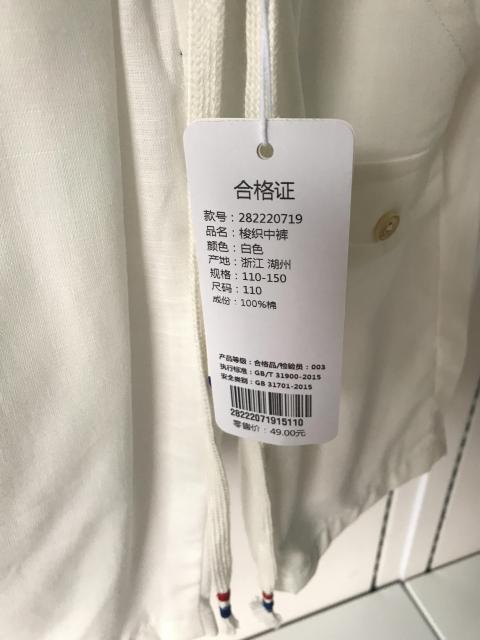 合格证
款号：282220719
品名：梭织中裤
颜色：白色
产地：浙江 湖州
规格：110-150
尺码：110
成份：100%棉
产品等级：合格品/检验员：003
执行标准：GB/T 31900-2015
安全类别：GB 31701-2015
28222071915110
零售价：49.00元